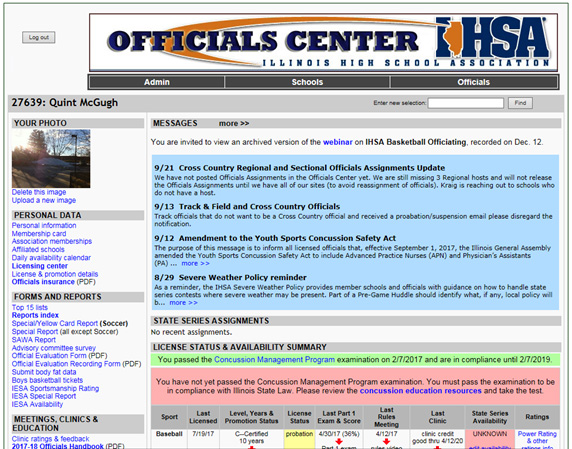 Log out
OFFICIALS CENTER IHSA
ILLINOIS HIGH SCHOOL ASSOCIATION
Admin Schools Officials
27639: Quint McGugh
Enter new selection: Find
YOUR PHOTO
Delete this image
Upload a new image
PERSONAL DATA
Personal information
Membership card
Association memberships
Affiliated schools
Daily availability calendar
Licensing center
License & promotion details
Officials insurance (PDF)
FORMS AND REPORTS
Top 15 lists
Reports index
Special/Yellow Card Report (Soccer)
Special Report (all except Soccer)
SAWA Report
Advisory committee survey
Official Evaluation Form (PDF)
Official Evaluation Recording Form (PDF)
Submit body fat data
Boys basketball tickets
IESA Sportsmanship Rating
IESA Special Report
IESA Availability
MEETINGS, CLINICS &
EDUCATION
Clinic ratings & feedback
2017-18 Officials Handbook (PDF)
MESSAGES more >>
You are invited to view an archived version of the webinar on IHSA Basketball Officiating, recorded on Dec. 12.
9/21 Cross Country Regional and Sectional Officials Assignments Update
We have not posted Officials Assignments in the Officials Center yet. We are still missing 3 Regional hosts and will not release
the Officials Assignments until we have all of our sites (to avoid reassignment of officials). Kraig is reaching out to schools who
do not have a host.
9/13 Track & Field and Cross Country Officials
Track officials that do not want to be a Cross Country official and received a probation/suspension email please disregard the
notification.
9/12 Amendment to the Youth Sports Concussion Safety Act
The purpose of this message is to inform all licensed officials that, effective September 1, 2017, the Illinois General Assembly
amended the Youth Sports Concussion Safety Act to include Advanced Practice Nurses (APN) and Physician's Assistants
(PA) ... more >>
8/29 Severe Weather Policy reminder
As a reminder, the IHSA Severe Weather Policy provides member schools and officials with guidance on how to handle state
series contests where severe weather may be present. Part of a Pre-Game Huddle should identify what, if any, local policy will
b... more >>
STATE SERIES ASSIGNMENTS
No recent assignments.
LICENSE STATUS & AVAILABILITY SUMMARY
You passed the Concussion Management Program examination on 2/7/2017 and are in compliance until 2/7/2019.
You have not yet passed the Concussion Management Program examination. You must pass the examination to be
in compliance with Illinois State Law. Please review the concussion education resources and take the test.
Sport Last Licensed Level, Years & Promotion Status License Status Last Part 1 Exam & Score Last Rules Meeting Last Clinic State Series Availability Ratings
Baseball 7/19/17 C—Certified 10 years probation 4/30/17 (36%) Part 1 exam 4/12/17 rules video clinic credit good thru 4/12/20 UNKNOWN edit availability Power Rating & other ratings info